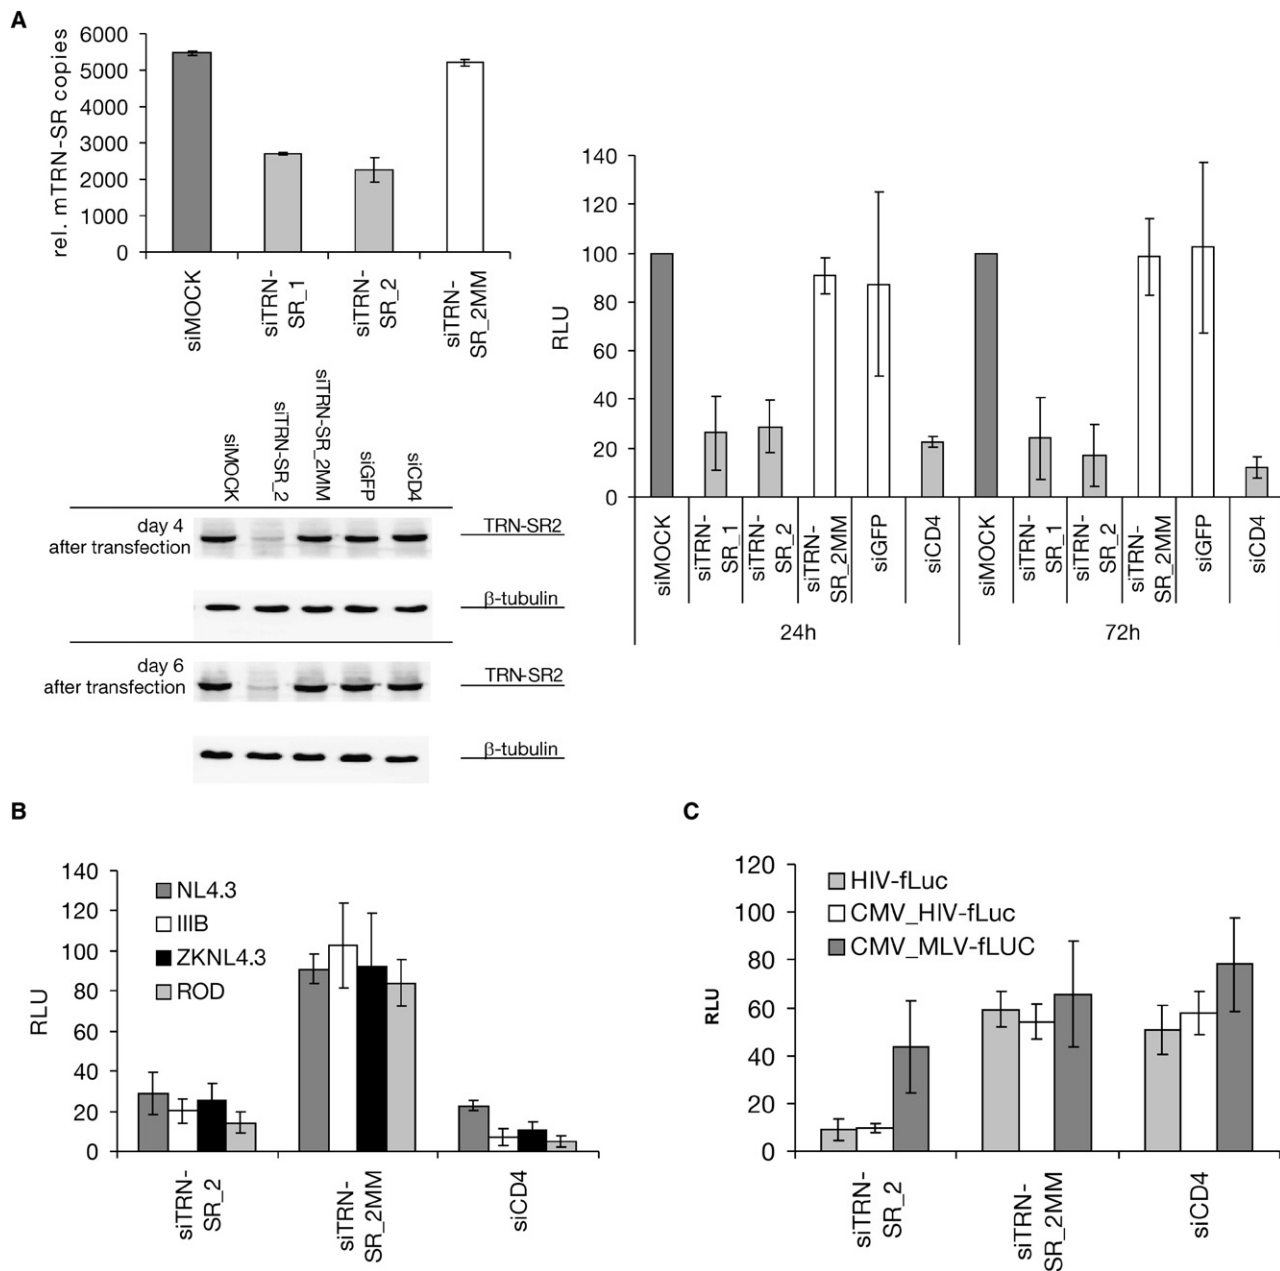 A
rel. mTRN-SR copies
6000
5000
4000
3000
2000
1000
0
siMOCK
siTRN-
SR_1
siTRN-
SR_2
siTRN-
SR_2MM
siMOCK
siTRN-SR_2
siTRN-SR_2MM
siGFP
siCD4
day 4
after transfection
TRN-SR2
β-tubulin
day 6
after transfection
TRN-SR2
β-tubulin
RLU
140
120
100
80
60
40
20
0
siMOCK
siTRN-
SR_1
siTRN-
SR_2
siTRN-
SR_2MM
siGFP
siCD4
siMOCK
siTRN-
SR_1
siTRN-
SR_2
siTRN-
SR_2MM
siGFP
siCD4
24h
72h
B
RLU
140
120
100
80
60
40
20
0
NL4.3
IIIB
ZKNL4.3
ROD
siTRN-
SR_2
siTRN-
SR_2MM
siCD4
C
RLU
120
100
80
60
40
20
0
HIV-fLuc
CMV_HIV-fLuc
CMV_MLV-fLUC
siTRN-
SR_2
siTRN-
SR_2MM
siCD4